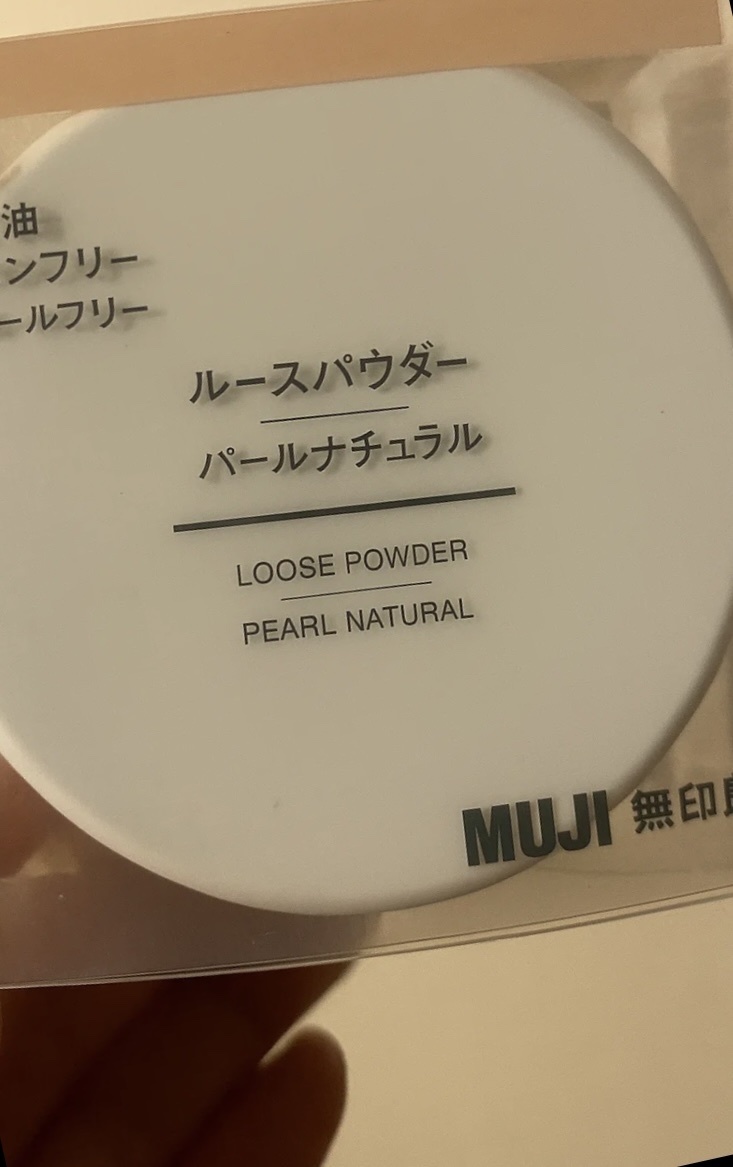 油
ンフリー
ールフリー
ルースパウダー
パールナチュラル
LOOSE POWDER
PEARL NATURAL
MUJI 無印